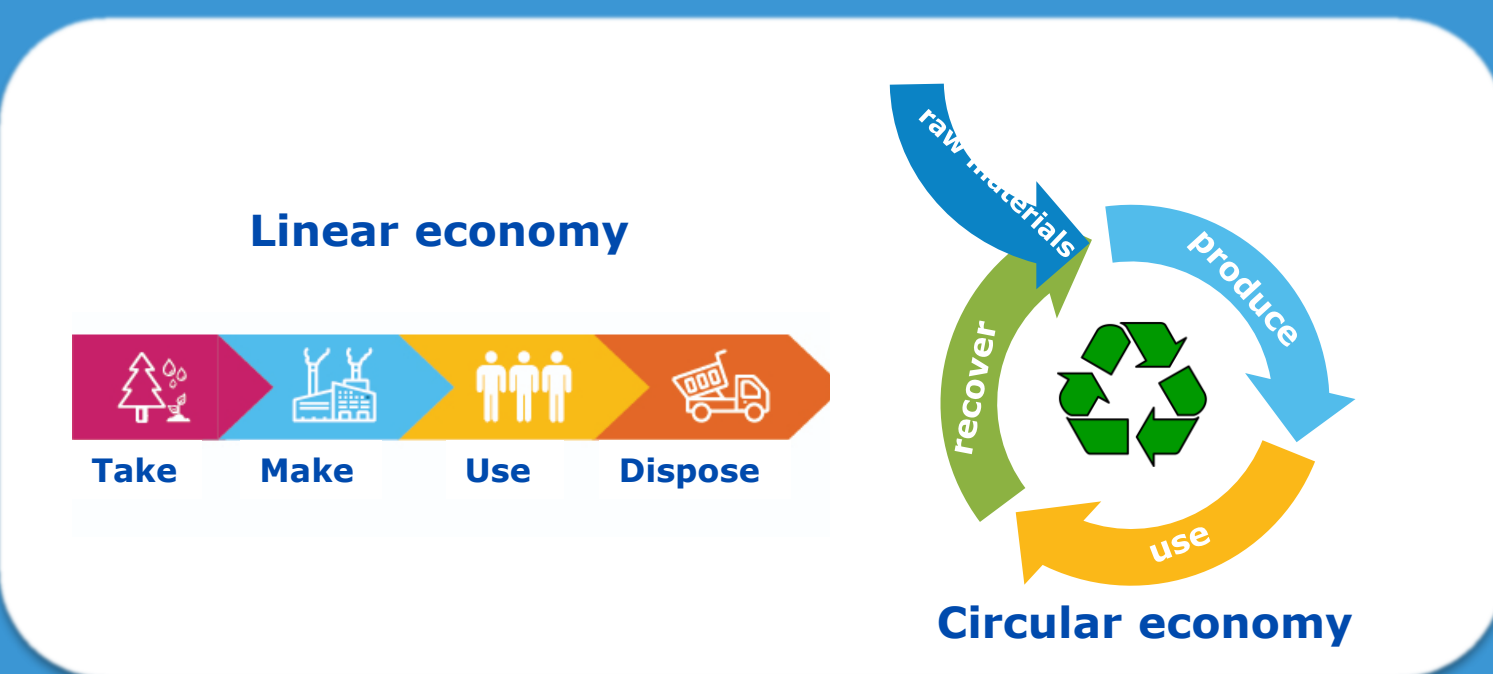 Linear economy
Take
Make
Use
Dispose
raw materials
produce
use
recover
Circular economy